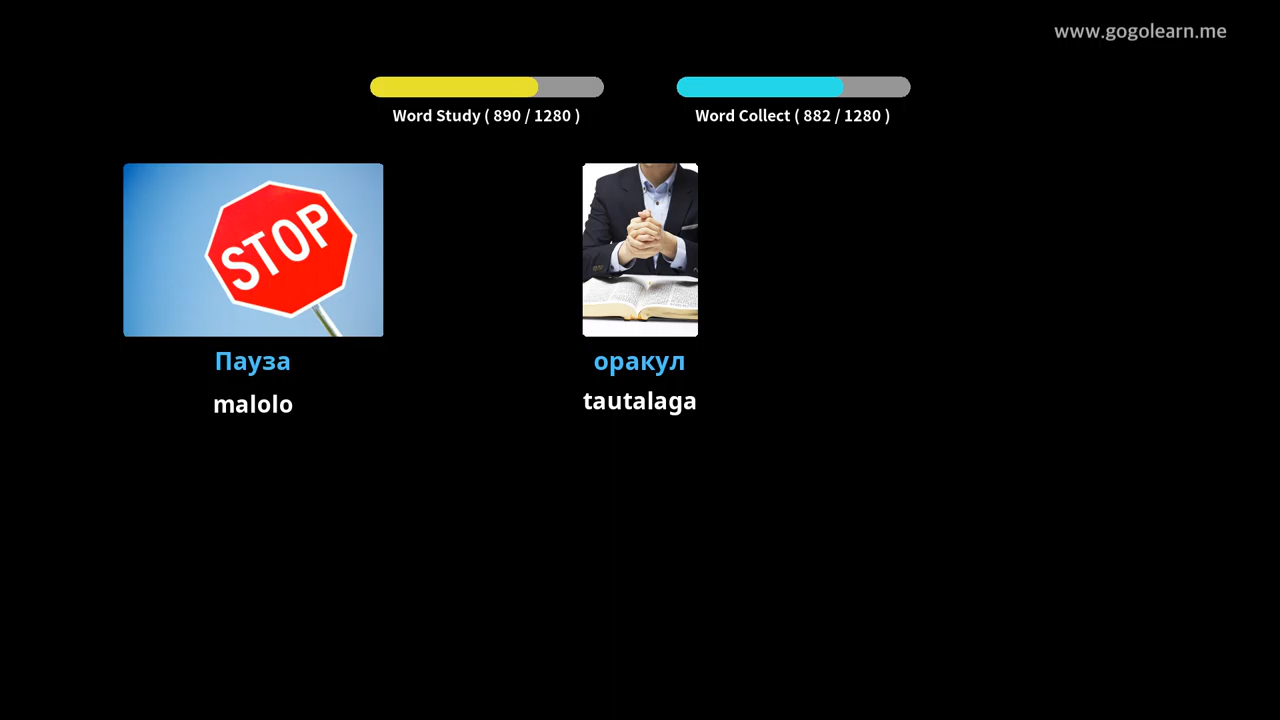 www.gogolearn.me
Word Study ( 890 / 1280 )
Word Collect ( 882 / 1280 )
STOP
Пауза
malolo
оракул
tautalaga